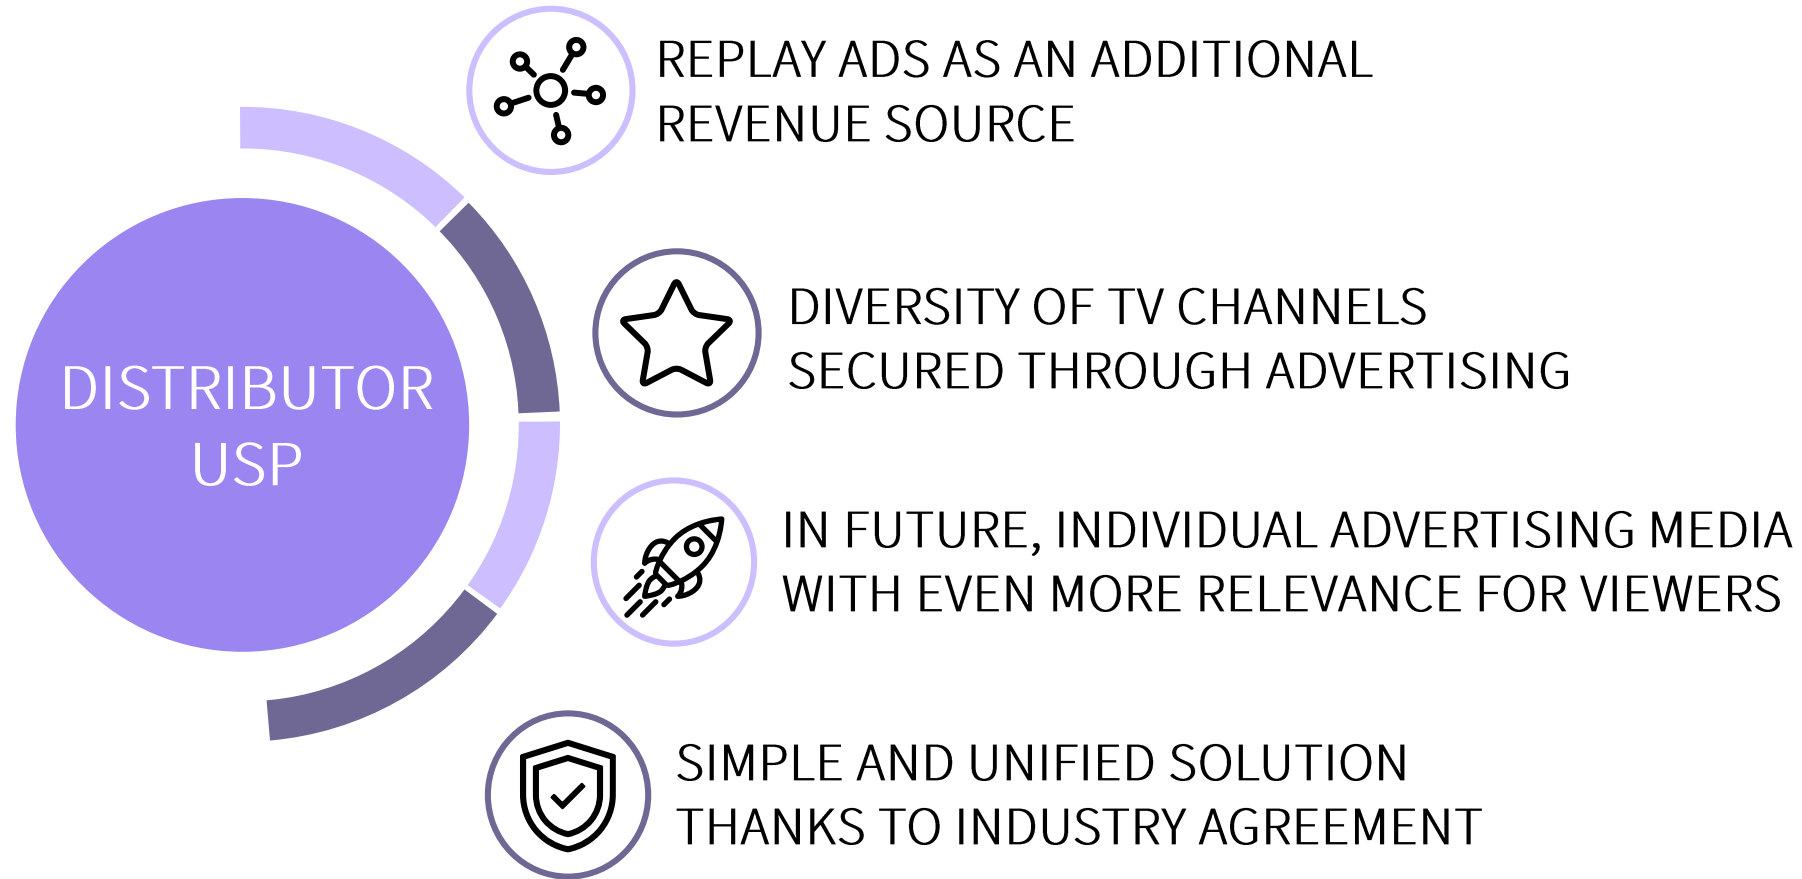 DISTRIBUTOR
USP
REPLAY ADS AS AN ADDITIONAL
REVENUE SOURCE
DIVERSITY OF TV CHANNELS
SECURED THROUGH ADVERTISING
IN FUTURE, INDIVIDUAL ADVERTISING MEDIA
WITH EVEN MORE RELEVANCE FOR VIEWERS
SIMPLE AND UNIFIED SOLUTION
THANKS TO INDUSTRY AGREEMENT